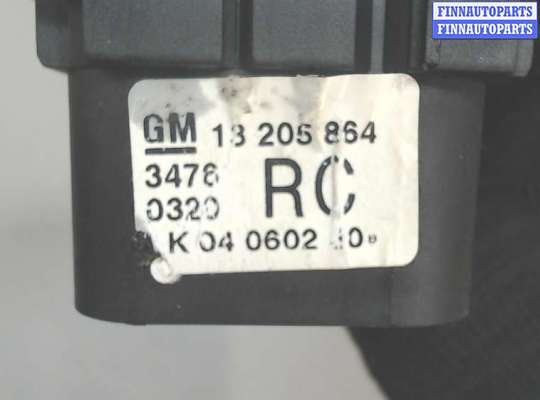 FINNAUTOPARTS
FINNAUTOPARTS
GM 13 205 864
3476 RC
0320
K 04 0602